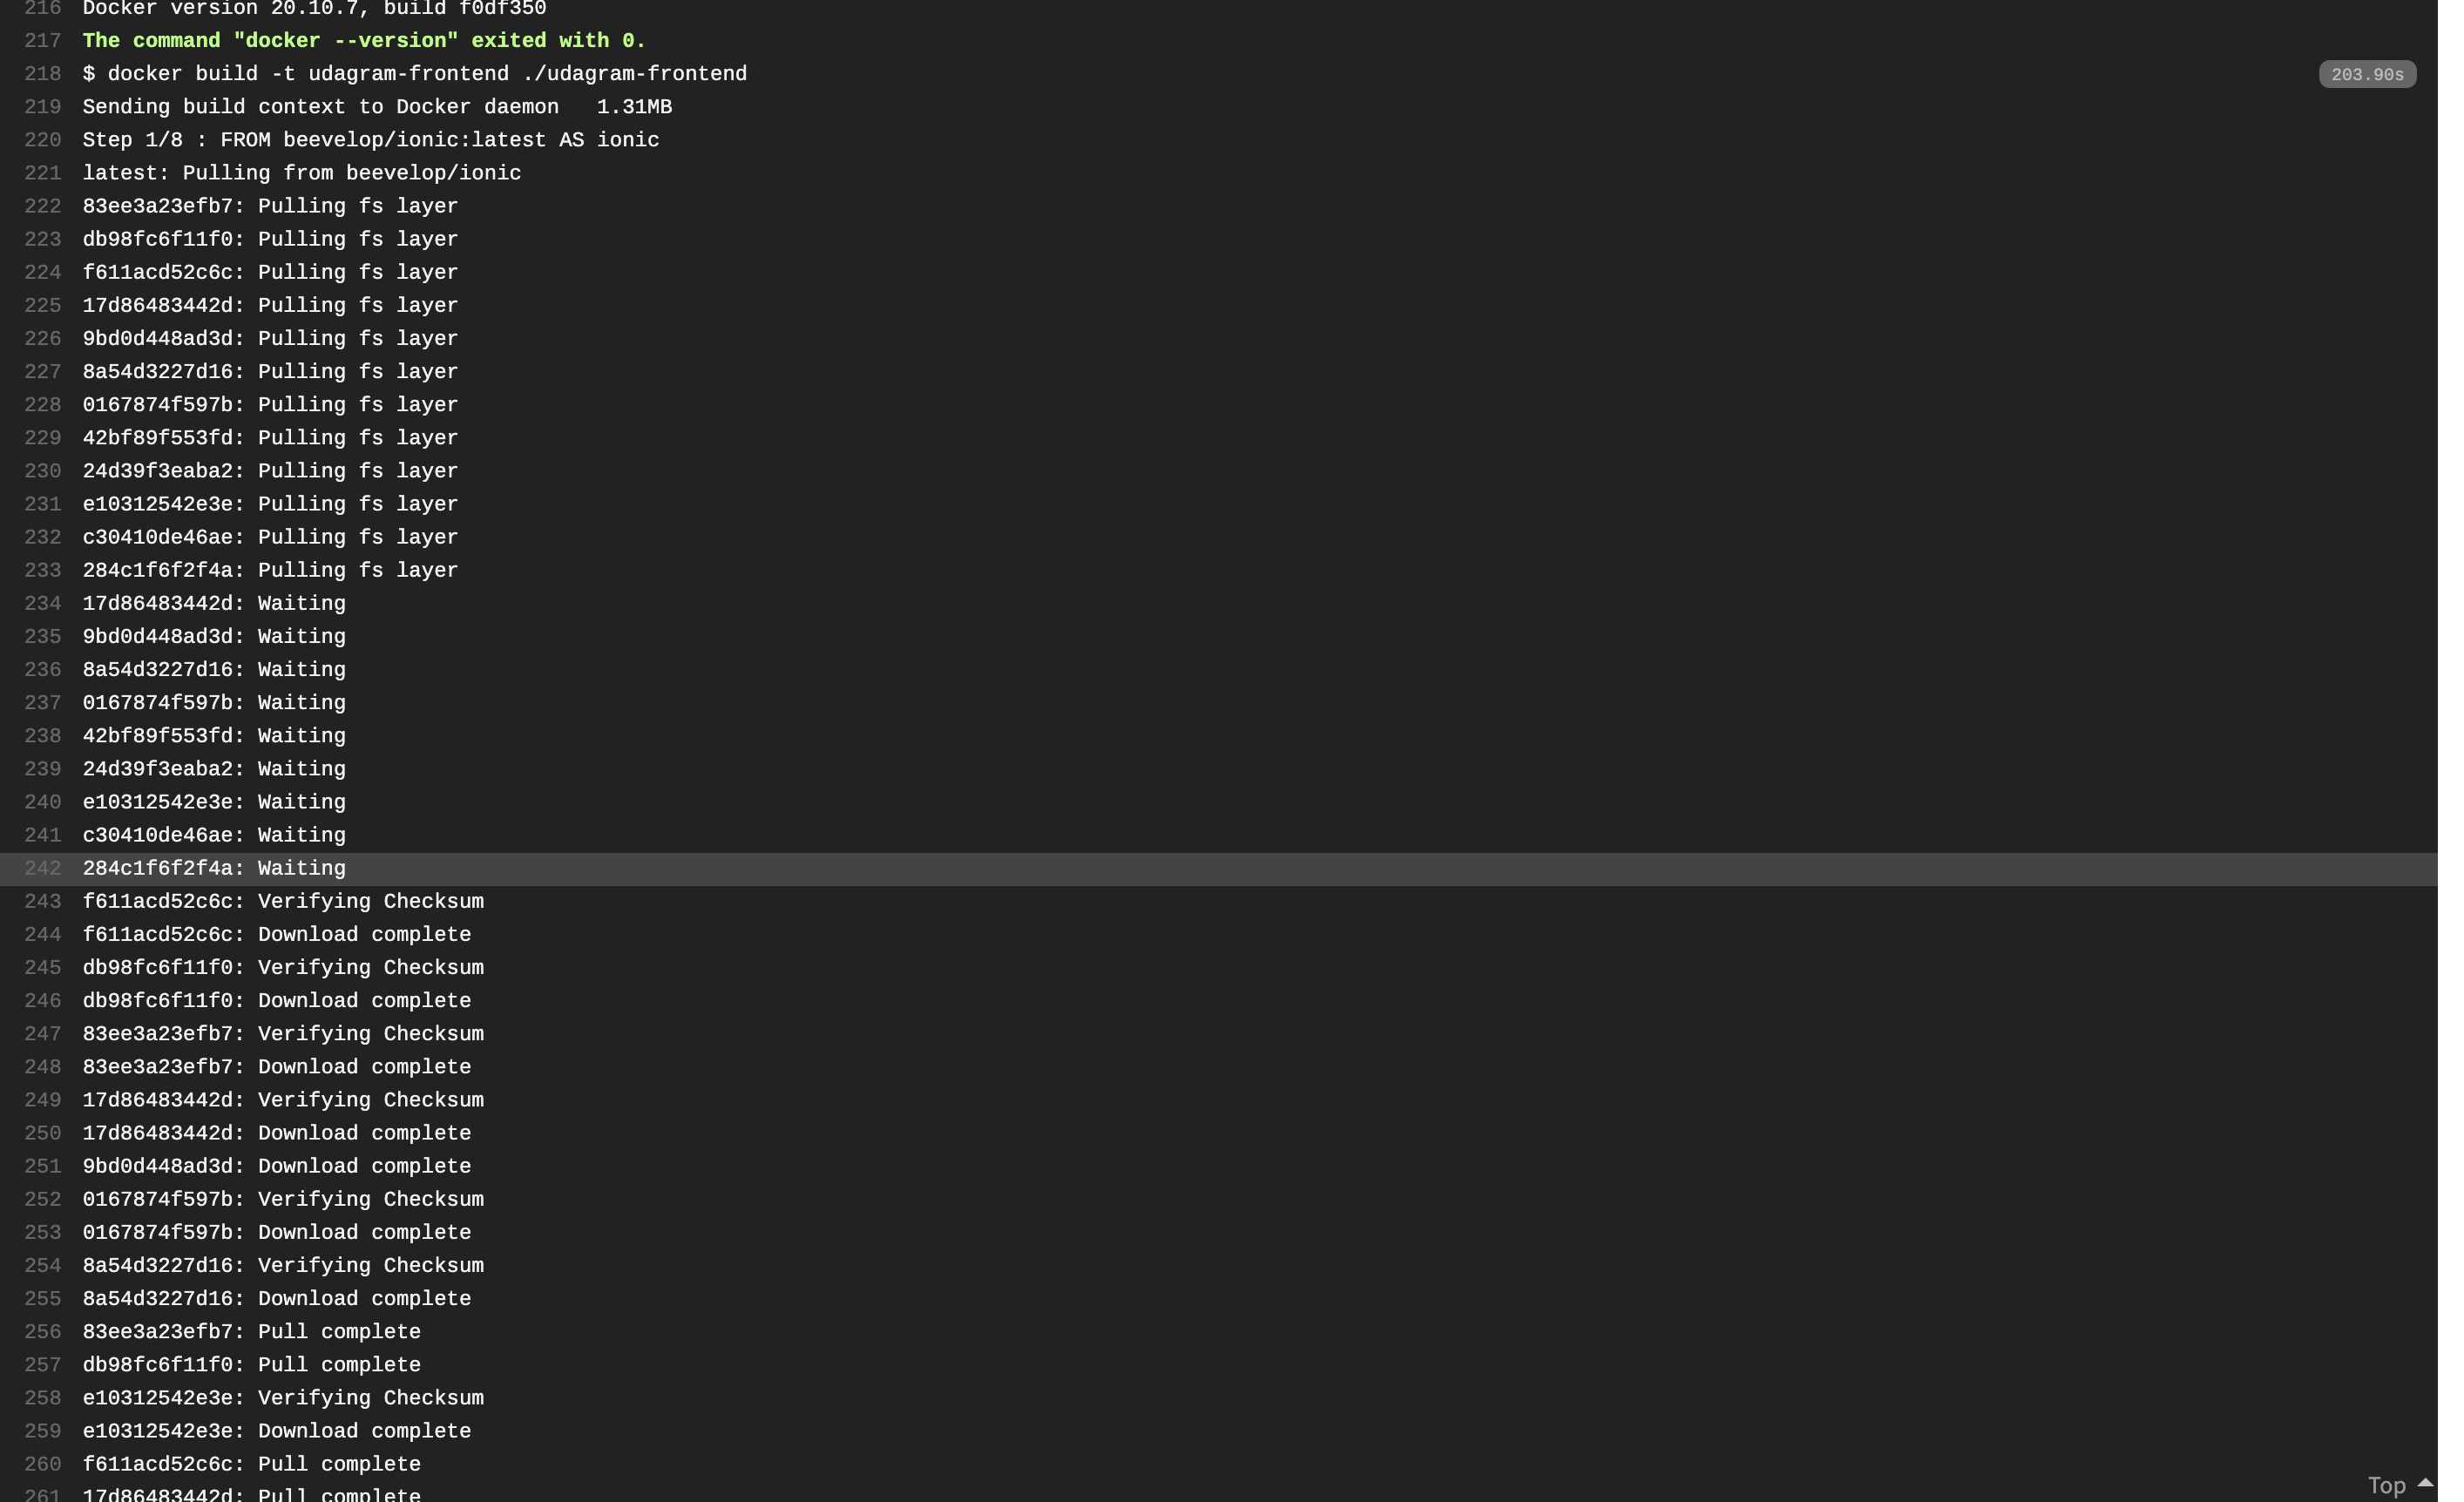 216 Docker version 20.10.7, build f0df350
217 The command "docker --version" exited with 0.
218 $ docker build -t udagram-frontend ./udagram-frontend 203.90s
219 Sending build context to Docker daemon   1.31MB
220 Step 1/8 : FROM beevelop/ionic:latest AS ionic
221 latest: Pulling from beevelop/ionic
222 83ee3a23efb7: Pulling fs layer
223 db98fc6f11f0: Pulling fs layer
224 f611acd52c6c: Pulling fs layer
225 17d86483442d: Pulling fs layer
226 9bd0d448ad3d: Pulling fs layer
227 8a54d3227d16: Pulling fs layer
228 0167874f597b: Pulling fs layer
229 42bf89f553fd: Pulling fs layer
230 24d39f3eaba2: Pulling fs layer
231 e10312542e3e: Pulling fs layer
232 c30410de46ae: Pulling fs layer
233 284c1f6f2f4a: Pulling fs layer
234 17d86483442d: Waiting
235 9bd0d448ad3d: Waiting
236 8a54d3227d16: Waiting
237 0167874f597b: Waiting
238 42bf89f553fd: Waiting
239 24d39f3eaba2: Waiting
240 e10312542e3e: Waiting
241 c30410de46ae: Waiting
242 284c1f6f2f4a: Waiting
243 f611acd52c6c: Verifying Checksum
244 f611acd52c6c: Download complete
245 db98fc6f11f0: Verifying Checksum
246 db98fc6f11f0: Download complete
247 83ee3a23efb7: Verifying Checksum
248 83ee3a23efb7: Download complete
249 17d86483442d: Verifying Checksum
250 17d86483442d: Download complete
251 9bd0d448ad3d: Download complete
252 0167874f597b: Verifying Checksum
253 0167874f597b: Download complete
254 8a54d3227d16: Verifying Checksum
255 8a54d3227d16: Download complete
256 83ee3a23efb7: Pull complete
257 db98fc6f11f0: Pull complete
258 e10312542e3e: Verifying Checksum
259 e10312542e3e: Download complete
260 f611acd52c6c: Pull complete
261 17d86483442d: Pull complete
Top